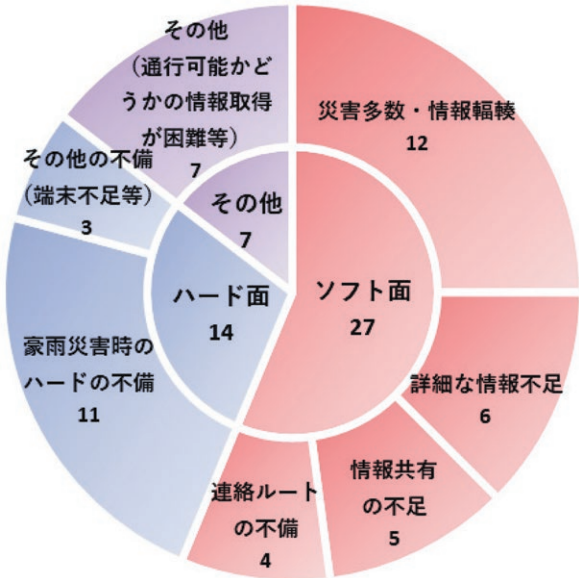 その他
（通行可能かど
うかの情報取得
が困難等）
7
災害多数・情報輻輳
12
その他の不備
（端末不足等）
3
その他
7
ハード面
14
ソフト面
27
豪雨災害時の
ハードの不備
11
詳細な情報不足
6
情報共有
の不足
5
連絡ルート
の不備
4